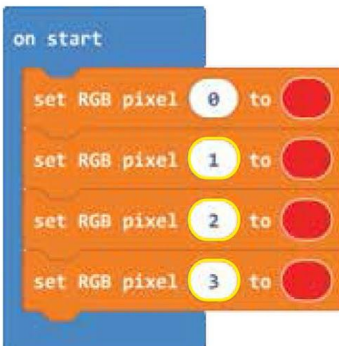 on start
set RGB pixel 0 to
set RGB pixel 1 to
set RGB pixel 2 to
set RGB pixel 3 to